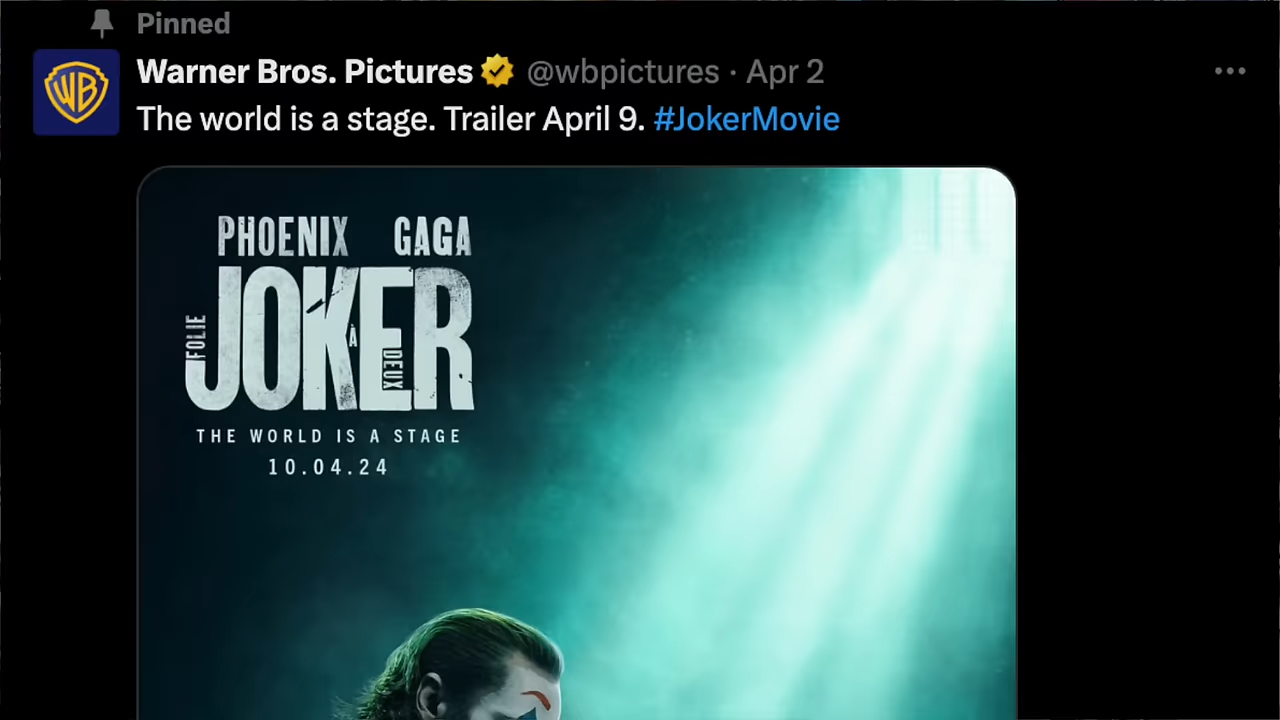 Pinned
WB
Warner Bros. Pictures @wbpictures · Apr 2
The world is a stage. Trailer April 9. #JokerMovie
PHOENIX GAGA
JOKER
FOLIE À DEUX
THE WORLD IS A STAGE
10.04.24